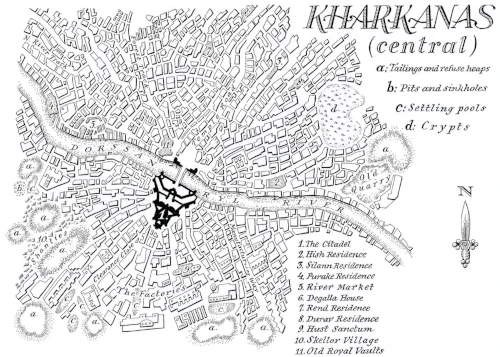 KHARKANAS
(central)
a: Tailings and refuse heaps
b: Pits and sinkholes
c: Settling pools
d: Crypts
d
a
Old
Quarry
a
a
DORSSAN
RYL RIVER
N
a
a
a
a
The Factories
a
a
a
1. The Citadel
2. Hish Residence
3. Silann Residence
4. Purake Residence
5. River Market
6. Degalla House
7. Rend Residence
8. Durav Residence
9. Hust Sanctum
10. Skellor Village
11. Old Royal Vaults